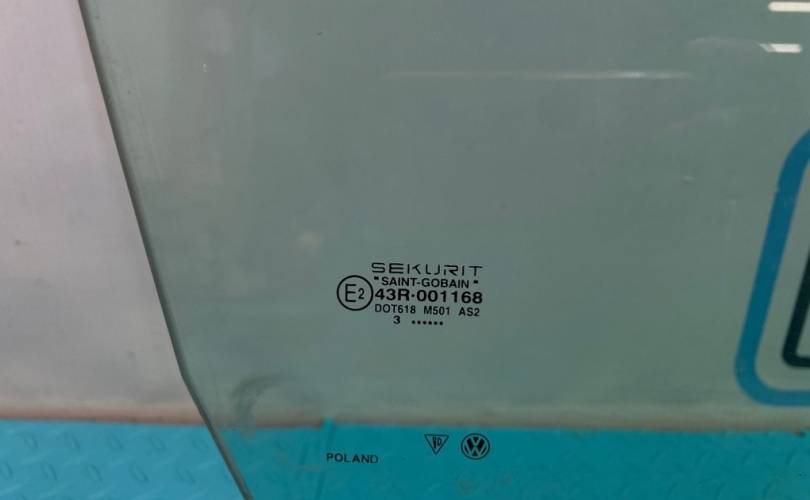 SEKURIT
"SAINT-GOBAIN"
E2 43R-001168
DOT618 M501 AS2
3 ......
POLAND